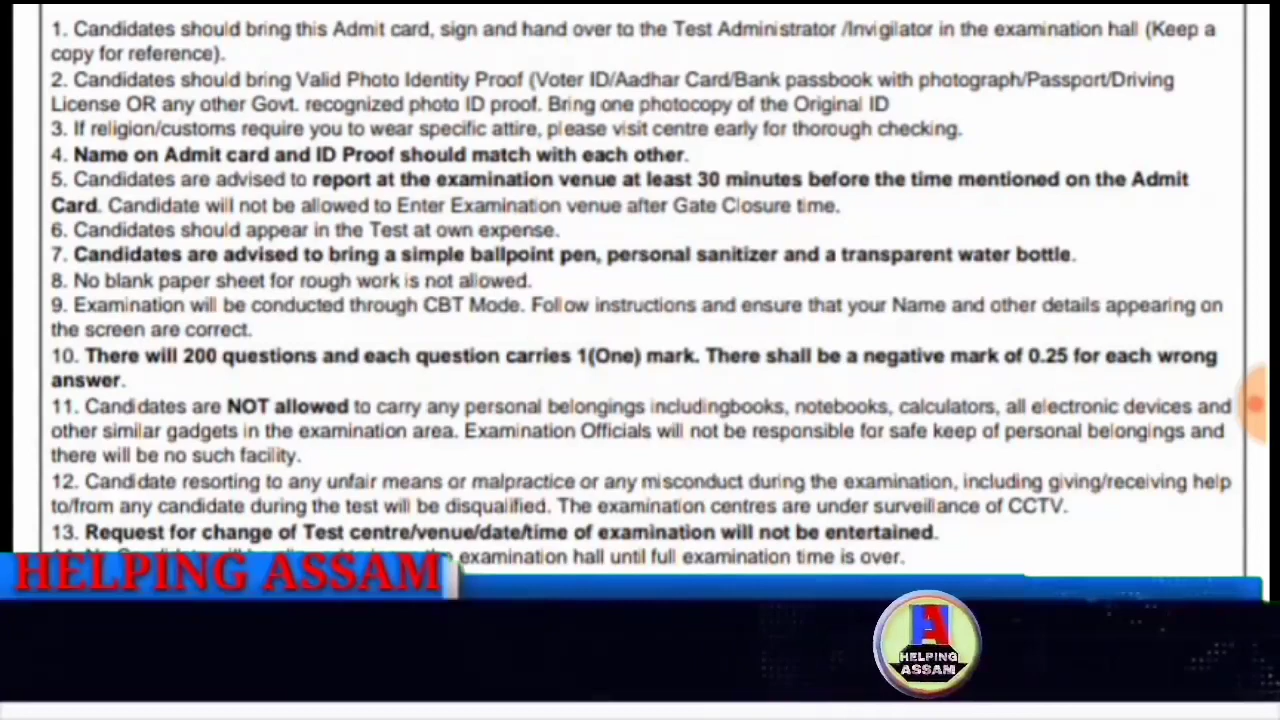 1. Candidates should bring this Admit card, sign and hand over to the Test Administrator /Invigilator in the examination hall (Keep a
copy for reference).
2. Candidates should bring Valid Photo Identity Proof (Voter ID/Aadhar Card/Bank passbook with photograph/Passport/Driving
License OR any other Govt. recognized photo ID proof. Bring one photocopy of the Original ID
3. If religion/customs require you to wear specific attire, please visit centre early for thorough checking.
4. Name on Admit card and ID Proof should match with each other.
5. Candidates are advised to report at the examination venue at least 30 minutes before the time mentioned on the Admit
Card. Candidate will not be allowed to Enter Examination venue after Gate Closure time.
6. Candidates should appear in the Test at own expense.
7. Candidates are advised to bring a simple ballpoint pen, personal sanitizer and a transparent water bottle.
8. No blank paper sheet for rough work is not allowed.
9. Examination will be conducted through CBT Mode. Follow instructions and ensure that your Name and other details appearing on
the screen are correct.
10. There will 200 questions and each question carries 1(One) mark. There shall be a negative mark of 0.25 for each wrong
answer.
11. Candidates are NOT allowed to carry any personal belongings includingbooks, notebooks, calculators, all electronic devices and
other similar gadgets in the examination area. Examination Officials will not be responsible for safe keep of personal belongings and
there will be no such facility.
12. Candidate resorting to any unfair means or malpractice or any misconduct during the examination, including giving/receiving help
to/from any candidate during the test will be disqualified. The examination centres are under surveillance of CCTV.
13. Request for change of Test centre/venue/date/time of examination will not be entertained.
examination hall until full examination time is over.
HELPING ASSAM
HA
HELPING
ASSAM